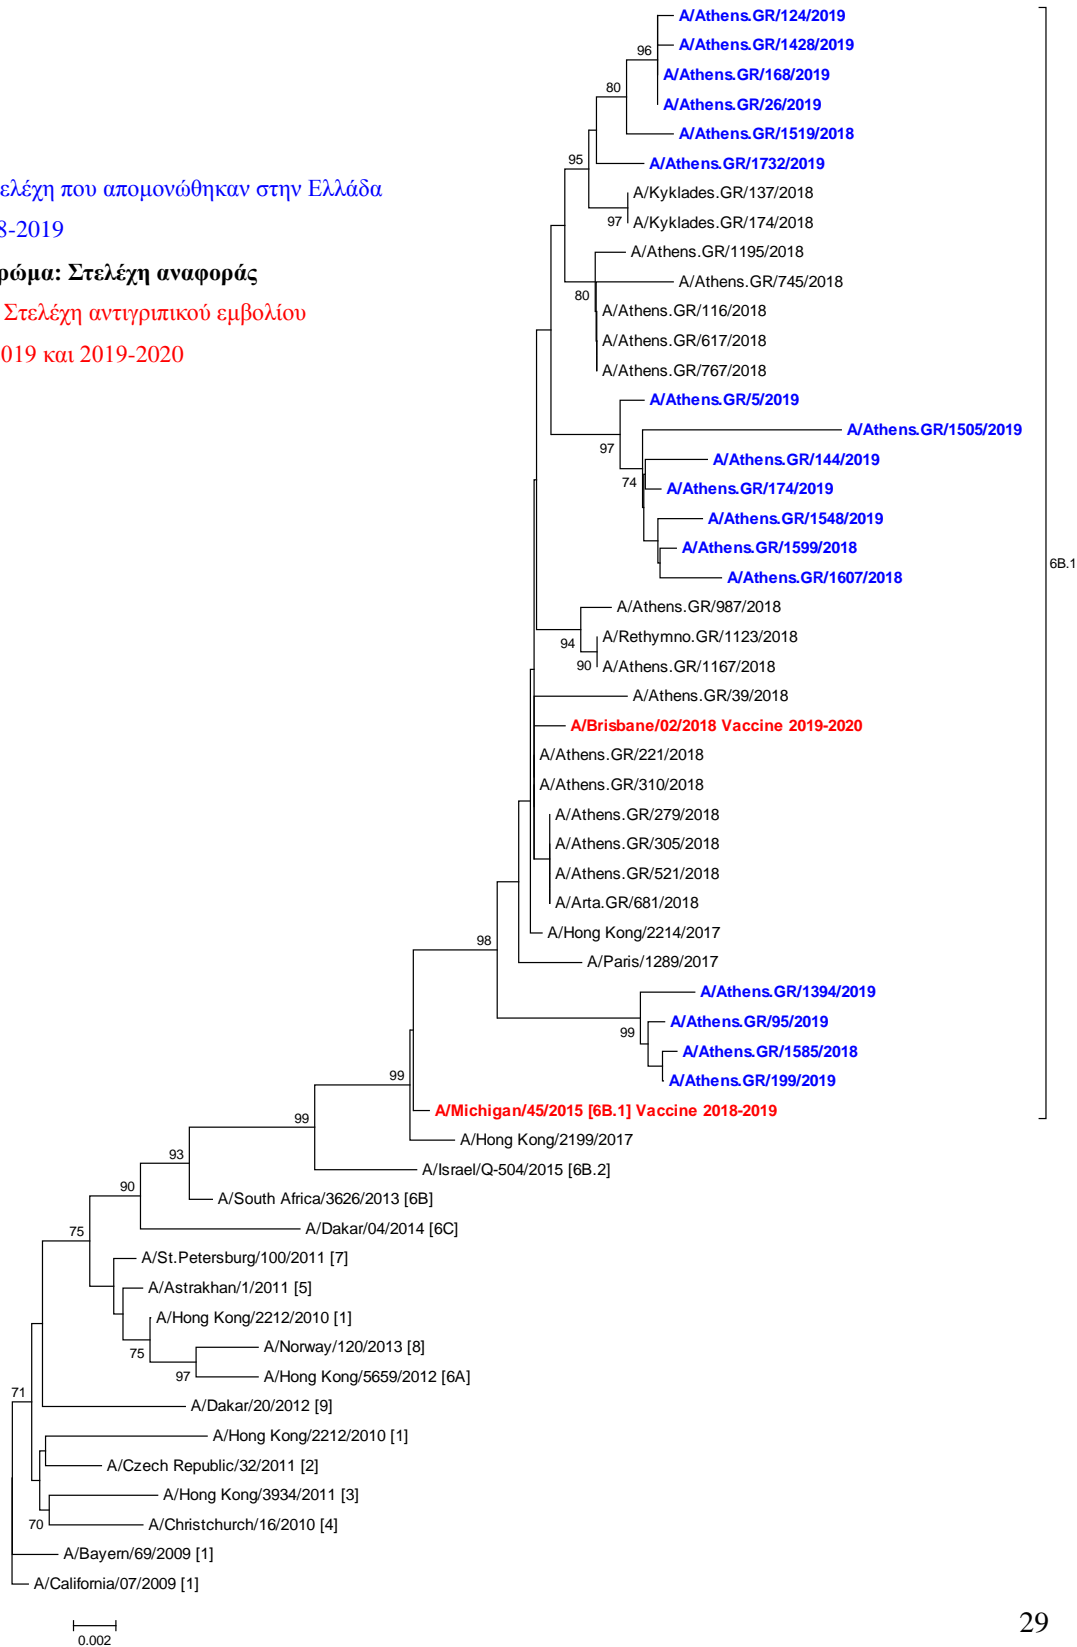 A/Athens.GR/124/2019
A/Athens.GR/1428/2019
96
A/Athens.GR/168/2019
80
A/Athens.GR/26/2019
A/Athens.GR/1519/2018
95
A/Athens.GR/1732/2019
ελέχη που απομονώθηκαν στην Ελλάδα
A/Kyklades.GR/137/2018
97
A/Kyklades.GR/174/2018
8-2019
A/Athens.GR/1195/2018
ρώμα: Στελέχη αναφοράς
A/Athens.GR/745/2018
80
Στελέχη αντιγριπικού εμβολίου
A/Athens.GR/116/2018
A/Athens.GR/617/2018
019 και 2019-2020
A/Athens.GR/767/2018
A/Athens.GR/5/2019
A/Athens.GR/1505/2019
97
A/Athens.GR/144/2019
74
A/Athens.GR/174/2019
A/Athens.GR/1548/2019
A/Athens.GR/1599/2018
6B.1
A/Athens.GR/1607/2018
A/Athens.GR/987/2018
94
A/Rethymno.GR/1123/2018
90
A/Athens.GR/1167/2018
A/Athens.GR/39/2018
A/Brisbane/02/2018 Vaccine 2019-2020
A/Athens.GR/221/2018
A/Athens.GR/310/2018
A/Athens.GR/279/2018
A/Athens.GR/305/2018
A/Athens.GR/521/2018
A/Arta.GR/681/2018
A/Hong Kong/2214/2017
98
A/Paris/1289/2017
A/Athens.GR/1394/2019
99
A/Athens.GR/95/2019
A/Athens.GR/1585/2018
99
A/Athens.GR/199/2019
A/Michigan/45/2015 [6B.1] Vaccine 2018-2019
99
A/Hong Kong/2199/2017
93
A/Israel/Q-504/2015 [6B.2]
90
A/South Africa/3626/2013 [6B]
75
A/Dakar/04/2014 [6C]
A/St.Petersburg/100/2011 [7]
A/Astrakhan/1/2011 [5]
A/Hong Kong/2212/2010 [1]
75
A/Norway/120/2013 [8]
97
A/Hong Kong/5659/2012 [6A]
71
A/Dakar/20/2012 [9]
A/Hong Kong/2212/2010 [1]
A/Czech Republic/32/2011 [2]
A/Hong Kong/3934/2011 [3]
70
A/Christchurch/16/2010 [4]
A/Bayern/69/2009 [1]
A/California/07/2009 [1]
0.002
29